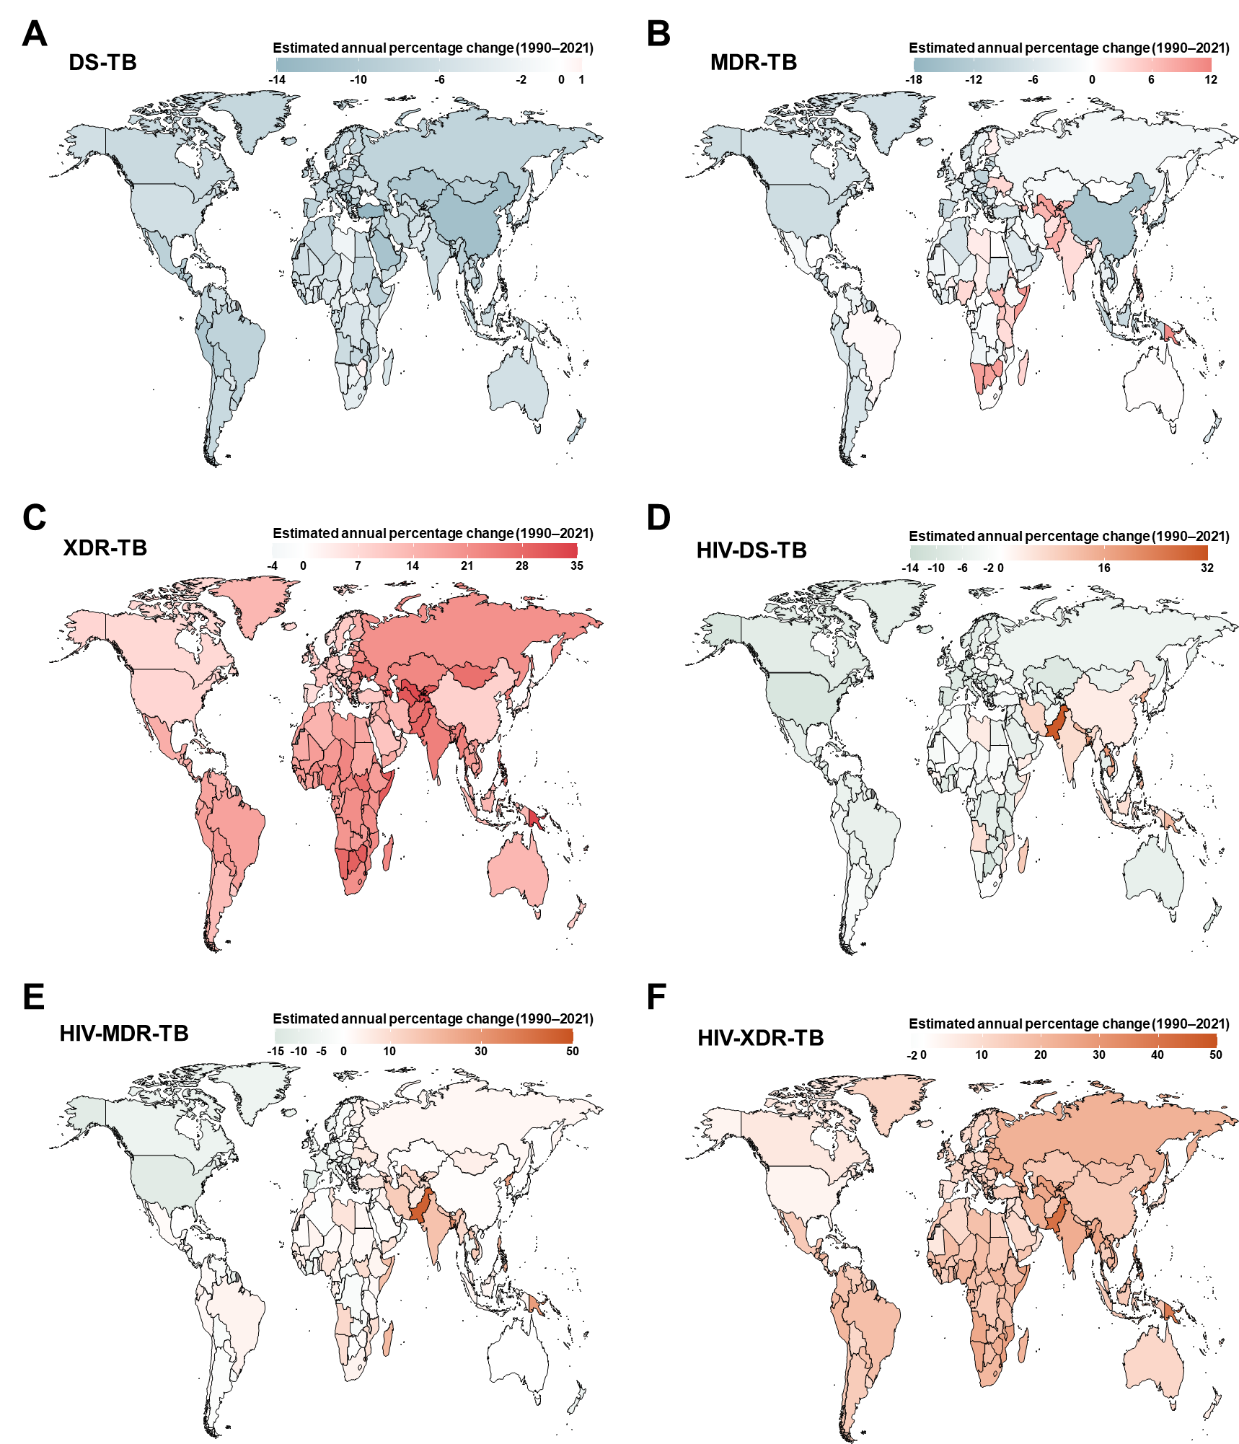 A
DS-TB
Estimated annual percentage change (1990–2021)
-14 -10 -6 -2 0 1
B
MDR-TB
Estimated annual percentage change (1990–2021)
-18 -12 -6 0 6 12
C
XDR-TB
Estimated annual percentage change (1990–2021)
-4 0 7 14 21 28 35
D
HIV-DS-TB
Estimated annual percentage change (1990–2021)
-14 -10 -6 -2 0 16 32
E
HIV-MDR-TB
Estimated annual percentage change (1990–2021)
-15 -10 -5 0 10 30 50
F
HIV-XDR-TB
Estimated annual percentage change (1990–2021)
-2 0 10 20 30 40 50